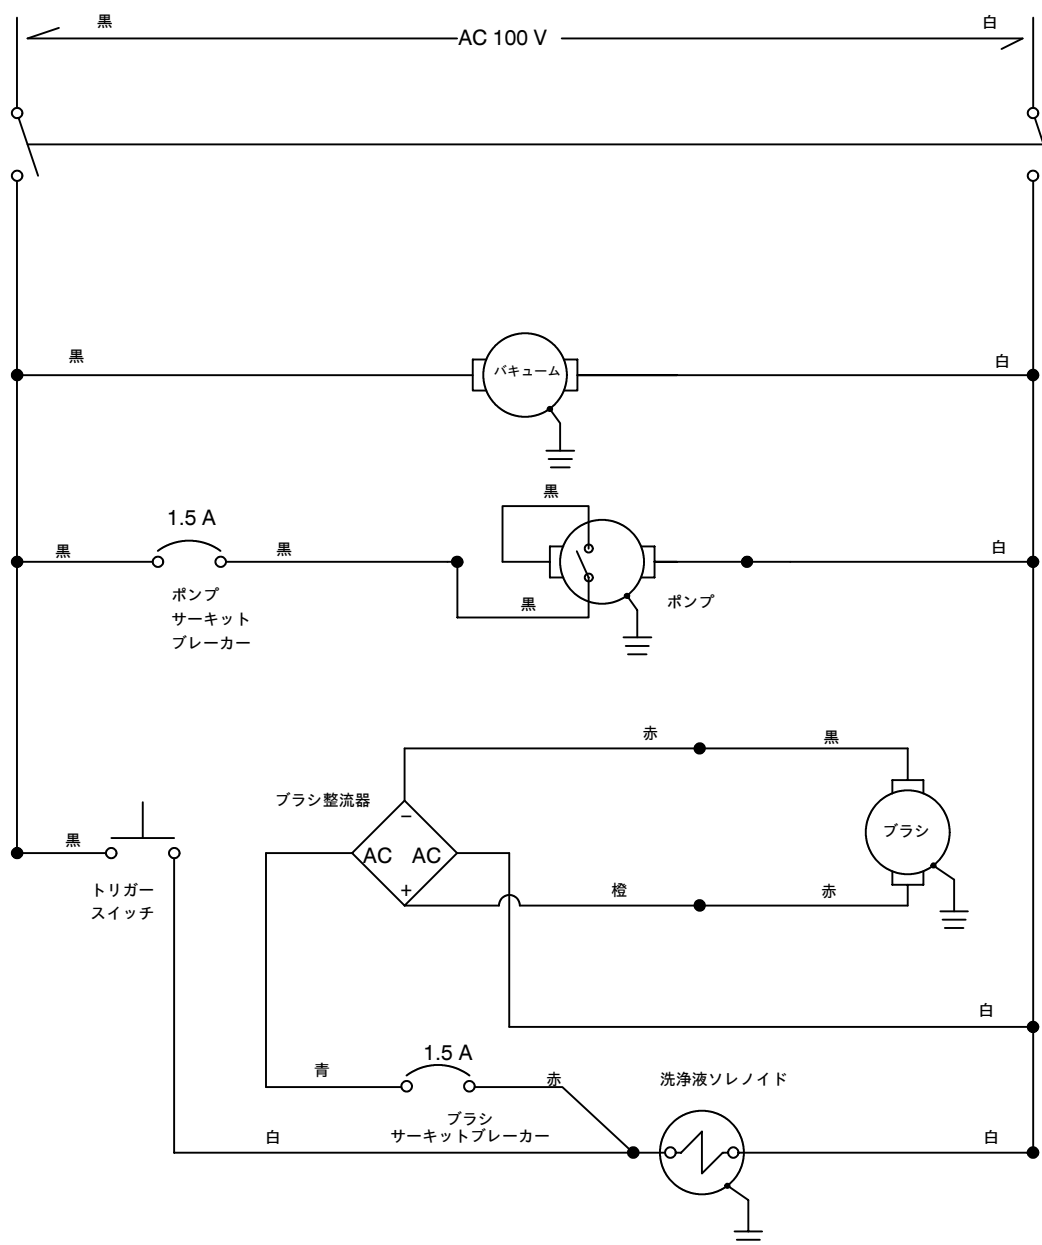 黒
白
AC 100 V
黒
バキューム
白
黒
1.5 A
黒
黒
白
黒
ポンプ
ポンプ
サーキット
ブレーカー
赤
黒
ブラシ整流器
−
ブラシ
黒
AC
AC
+
橙
赤
トリガー
スイッチ
白
1.5 A
青
赤
洗浄液ソレノイド
ブラシ
サーキットブレーカー
白
白